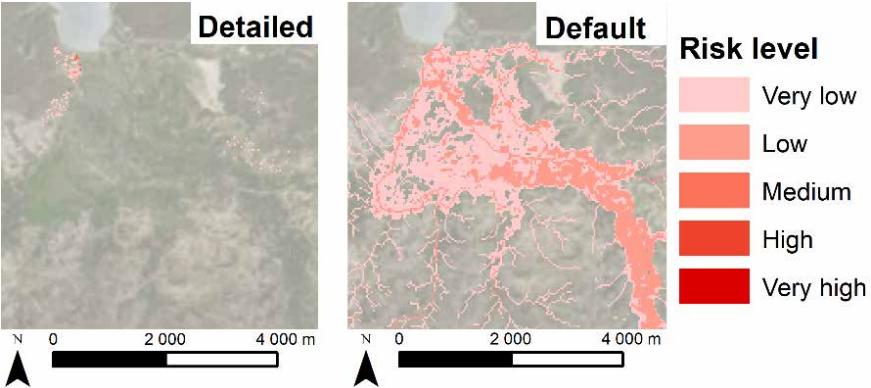 Detailed
Default
Risk level
Very low
Low
Medium
High
Very high
N
0 2 000 4 000 m
N
0 2 000 4 000 m